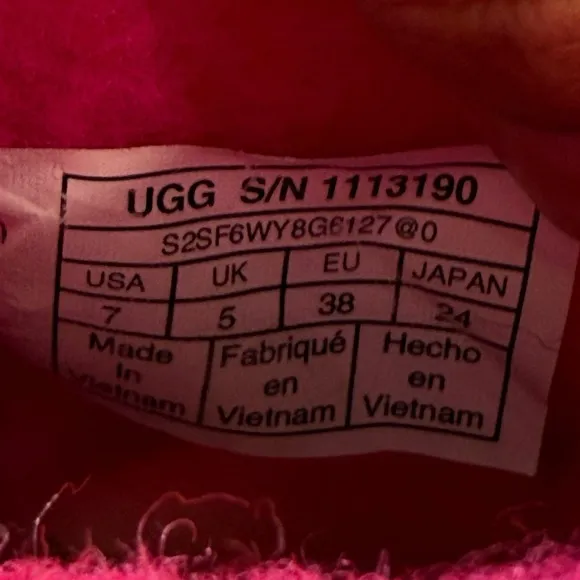 UGG S/N 1113190
S2SF6WY8G6127@0
USA UK EU JAPAN
7 5 38 24
Made in Vietnam
Fabriqué en Vietnam
Hecho en Vietnam